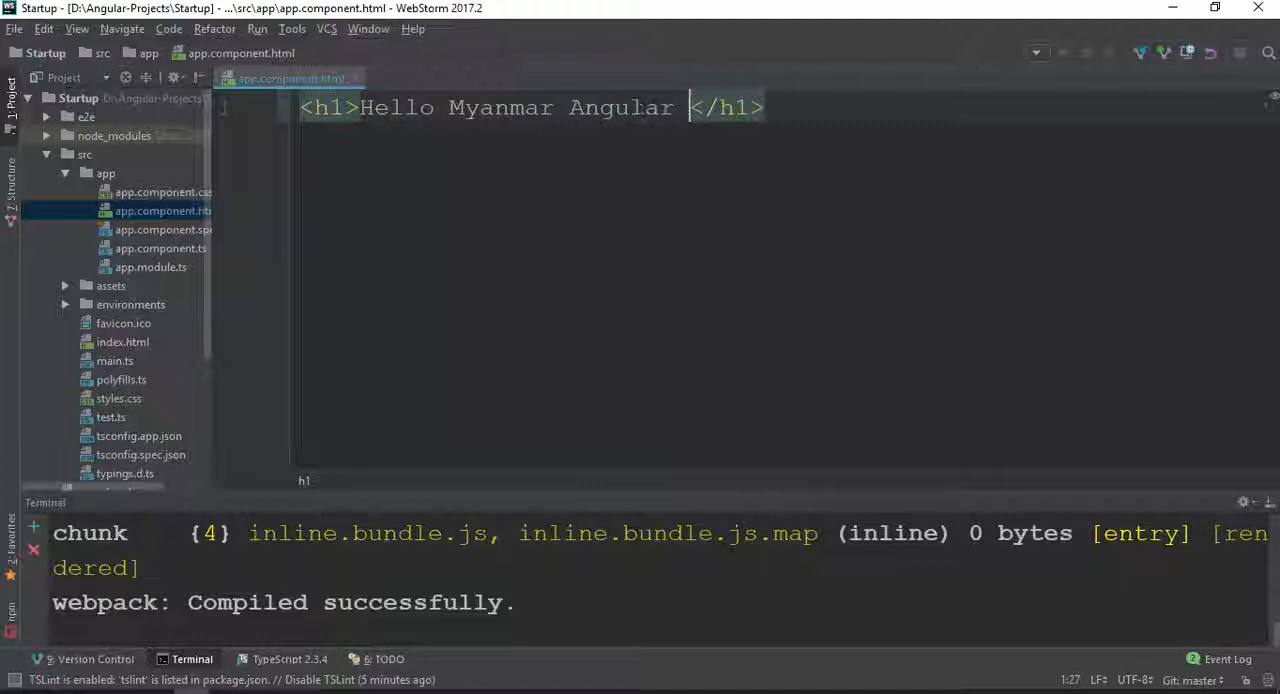 Startup - [D:\Angular-Projects\Startup] - ...\src\app\app.component.html - WebStorm 2017.2
File Edit View Navigate Code Refactor Run Tools VCS Window Help
Startup src app app.component.html
Project app.component.html
1: Project
Startup D:\Angular-Projects
e2e
node_modules
src
app
app.component.css
app.component.htm
app.component.spe
app.component.ts
app.module.ts
assets
environments
favicon.ico
index.html
main.ts
polyfills.ts
styles.css
test.ts
tsconfig.app.json
tsconfig.spec.json
typings.d.ts
7: Structure
2: Favorites
npm
1 <h1>Hello Myanmar Angular </h1>
h1
Terminal
chunk {4} inline.bundle.js, inline.bundle.js.map (inline) 0 bytes [entry] [ren
dered]
webpack: Compiled successfully.
9: Version Control Terminal TypeScript 2.3.4 6: TODO 2 Event Log
TSLint is enabled: 'tslint' is listed in package.json. // Disable TSLint (5 minutes ago) 1:27 LF UTF-8 Git: master